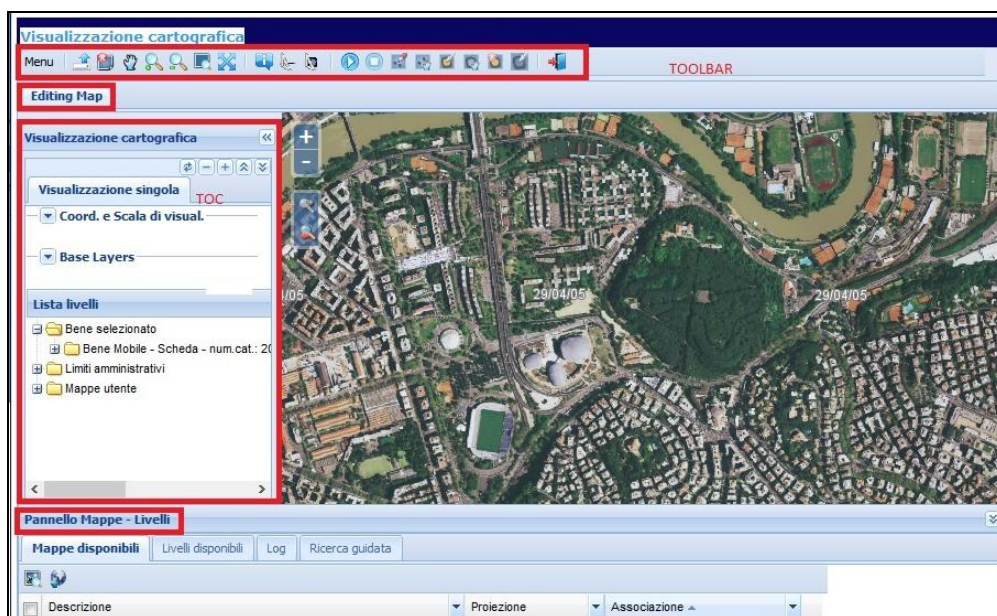 Visualizzazione cartografica
Menu
TOOLBAR
Editing Map
Visualizzazione cartografica
Visualizzazione singola
TOC
Coord. e Scala di visual.
Base Layers
Lista livelli
Bene selezionato
Bene Mobile - Scheda - num.cat.: 20
Limiti amministrativi
Mappe utente
/05
29/04/05
29/04/05
Pannello Mappe - Livelli
Mappe disponibili Livelli disponibili Log Ricerca guidata
Descrizione Proiezione Associazione